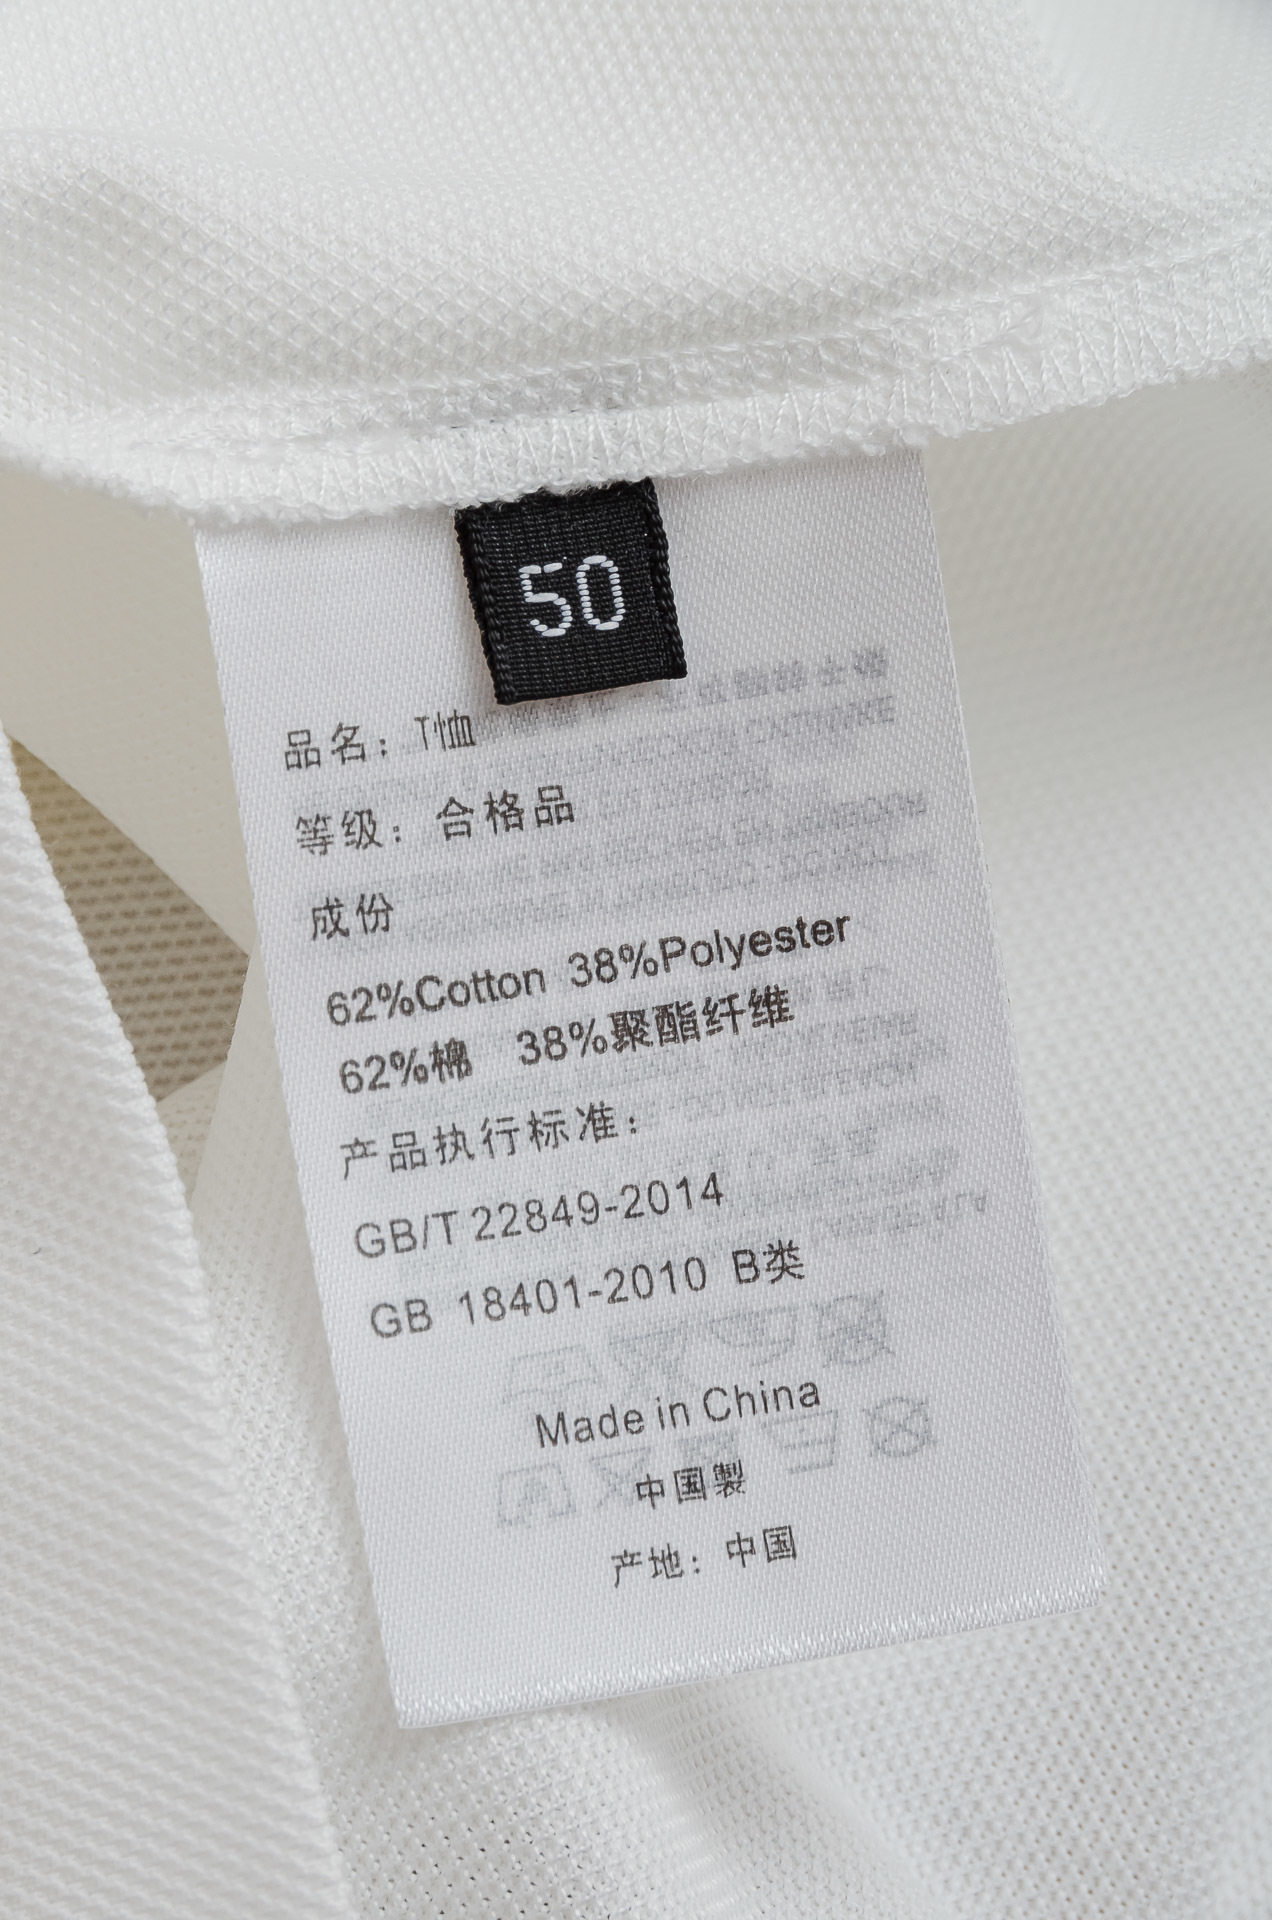 50
品名：T恤
等级：合格品
成份
62%Cotton 38%Polyester
62%棉 38%聚酯纤维
产品执行标准：
GB/T 22849-2014
GB 18401-2010 B类
Made in China
中国製
产地：中国